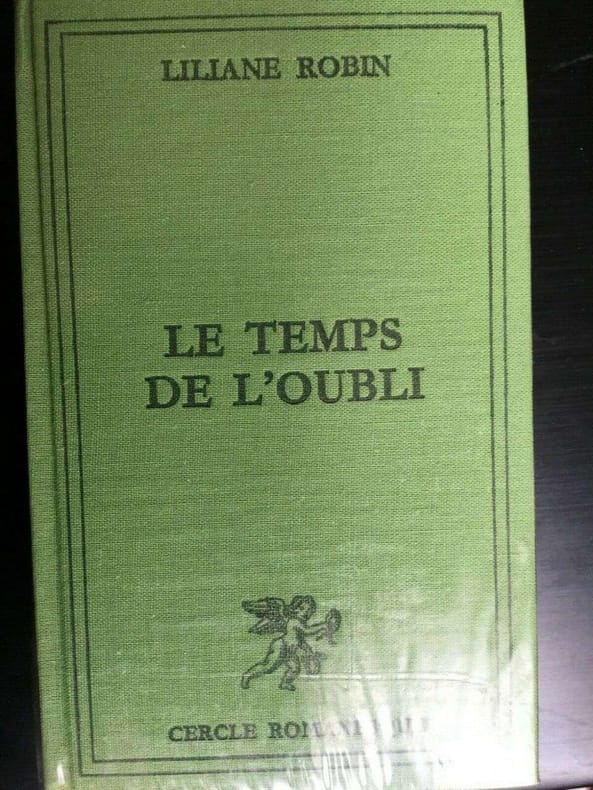 LILIANE ROBIN
LE TEMPS
DE L'OUBLI
CERCLE